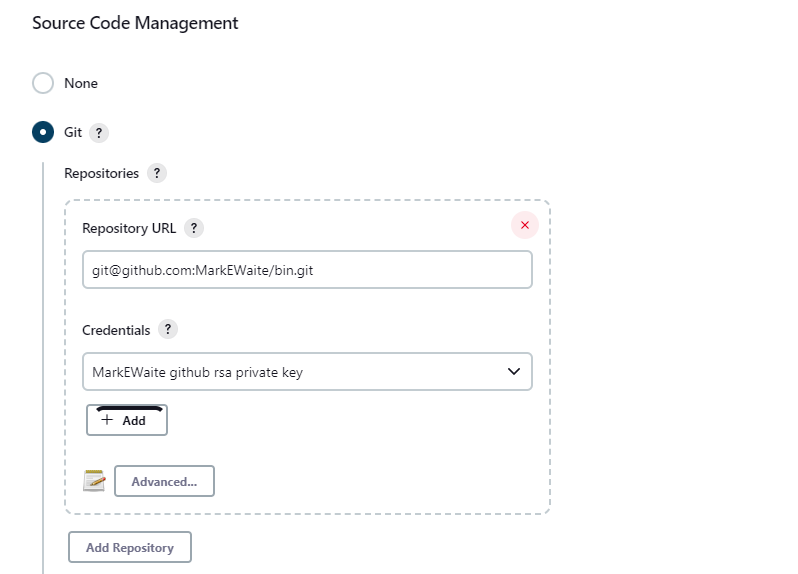 Source Code Management
None
Git ?
Repositories ?
Repository URL ?
git@github.com:MarkEWaite/bin.git
Credentials ?
MarkEWaite github rsa private key
+ Add
Advanced...
Add Repository